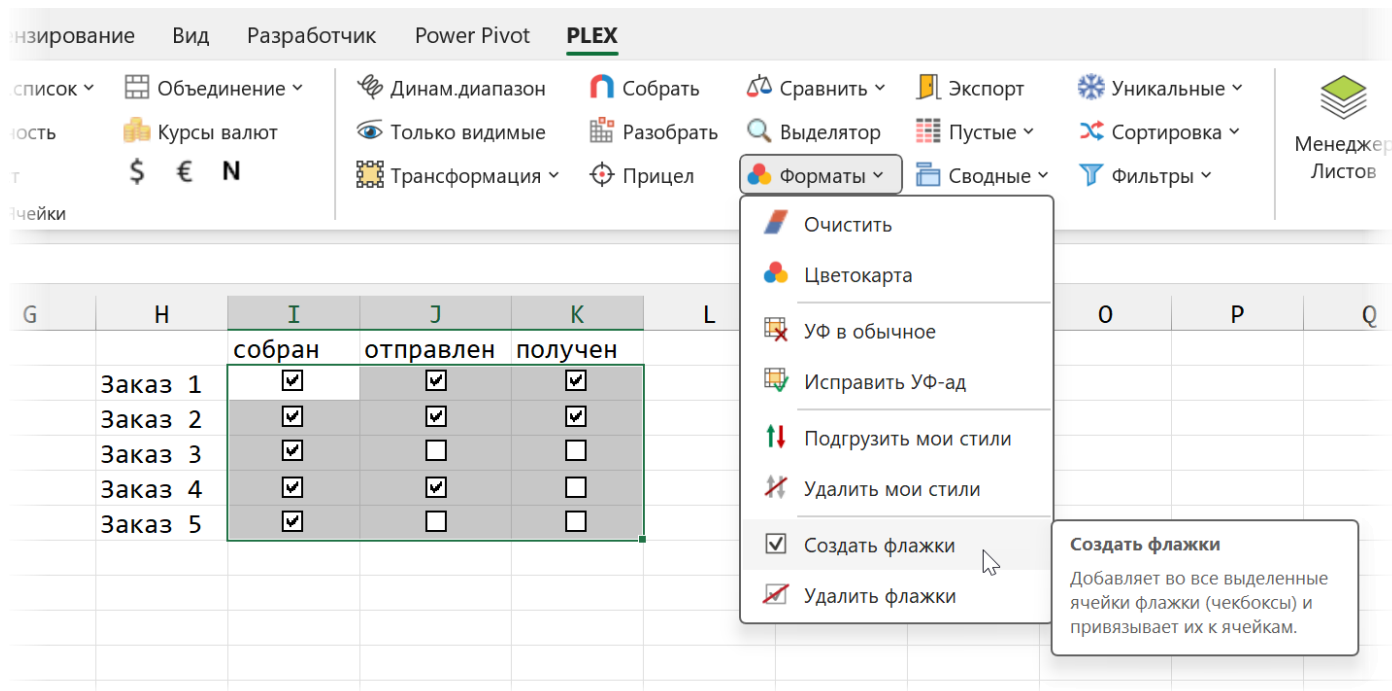 нзирование Вид Разработчик Power Pivot PLEX
список Объединение Динам.диапазон Собрать Сравнить Экспорт Уникальные
ность Курсы валют Только видимые Разобрать Выделятор Пустые Сортировка
т $ € N Трансформация Прицел Форматы Сводные Фильтры
Менеджер
Листов
Ячейки
Очистить
Цветокарта
УФ в обычное
Исправить УФ-ад
Подгрузить мои стили
Удалить мои стили
Создать флажки
Удалить флажки
Создать флажки
Добавляет во все выделенные
ячейки флажки (чекбоксы) и
привязывает их к ячейкам.
G H I J K L O P Q
собран отправлен получен
Заказ 1
Заказ 2
Заказ 3
Заказ 4
Заказ 5